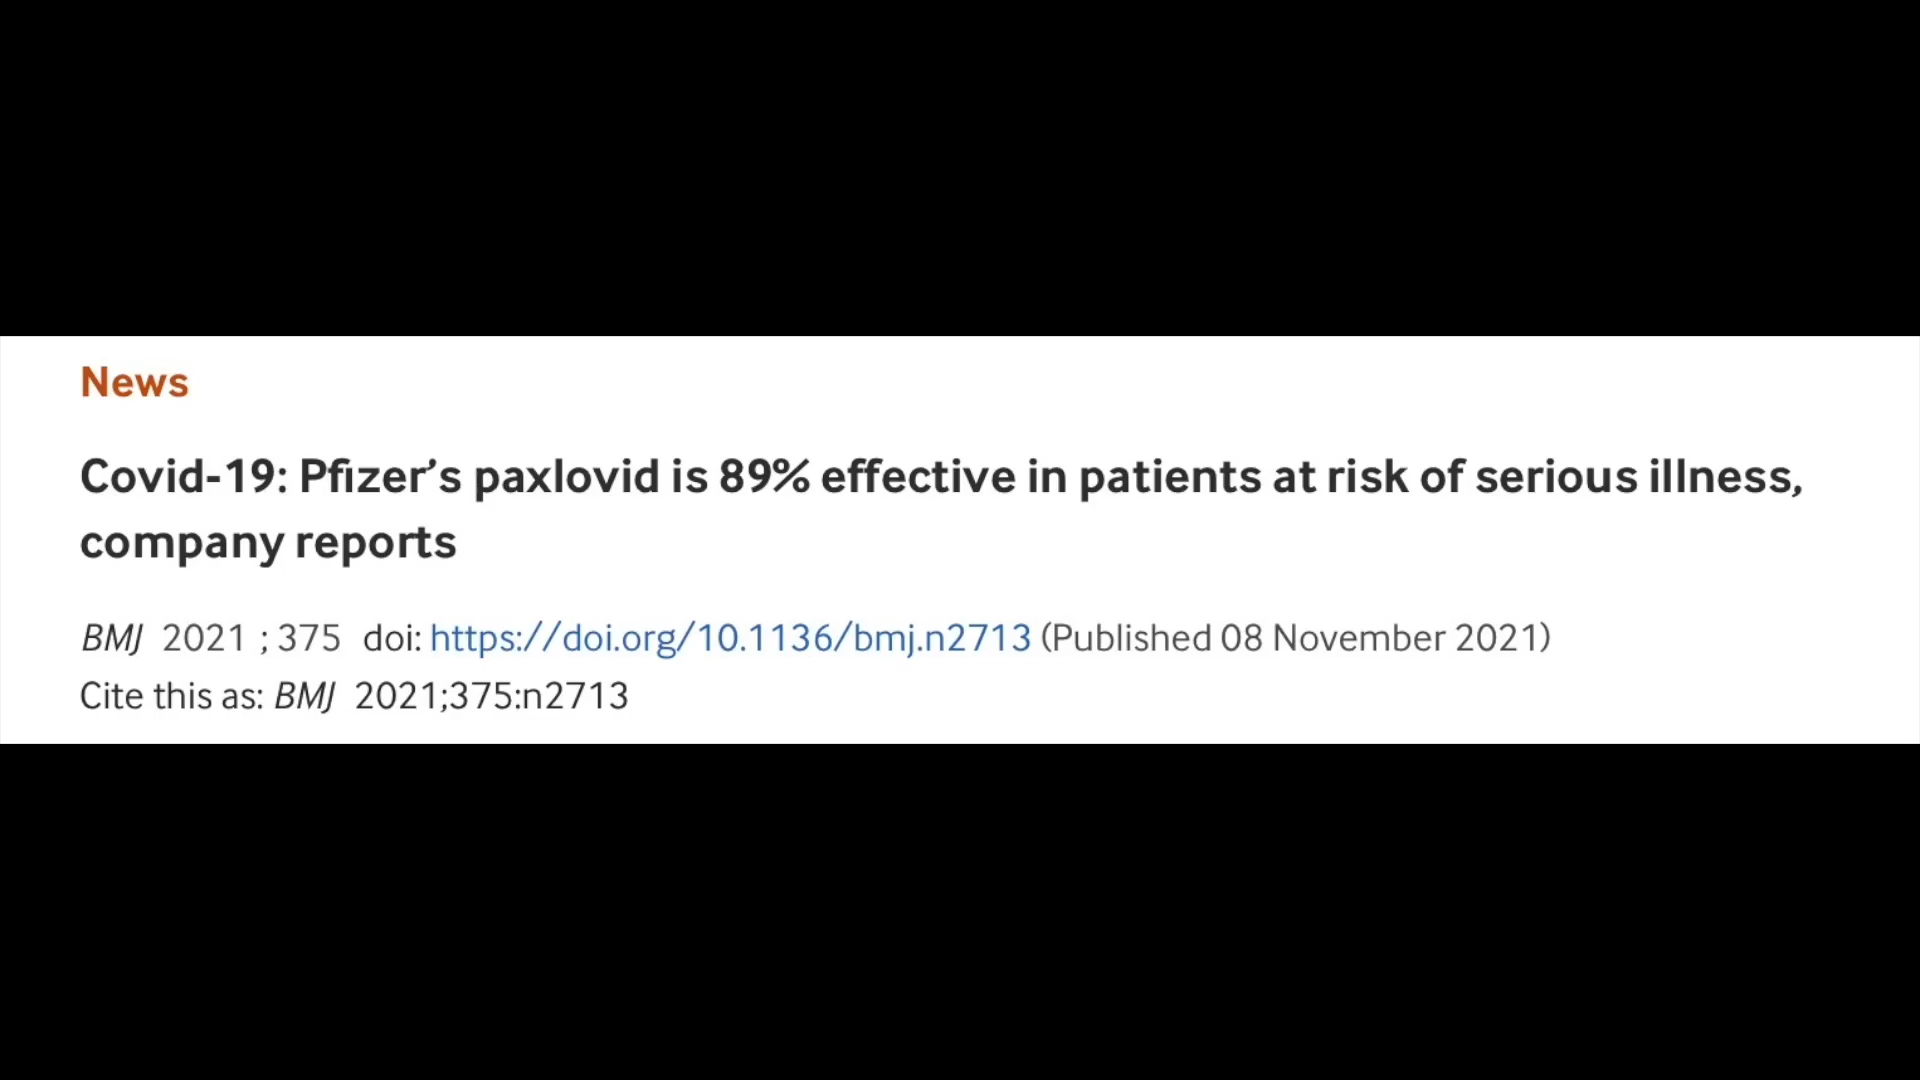 News
Covid-19: Pfizer’s paxlovid is 89% effective in patients at risk of serious illness,
company reports
BMJ 2021 ; 375 doi: https://doi.org/10.1136/bmj.n2713 (Published 08 November 2021)
Cite this as: BMJ 2021;375:n2713